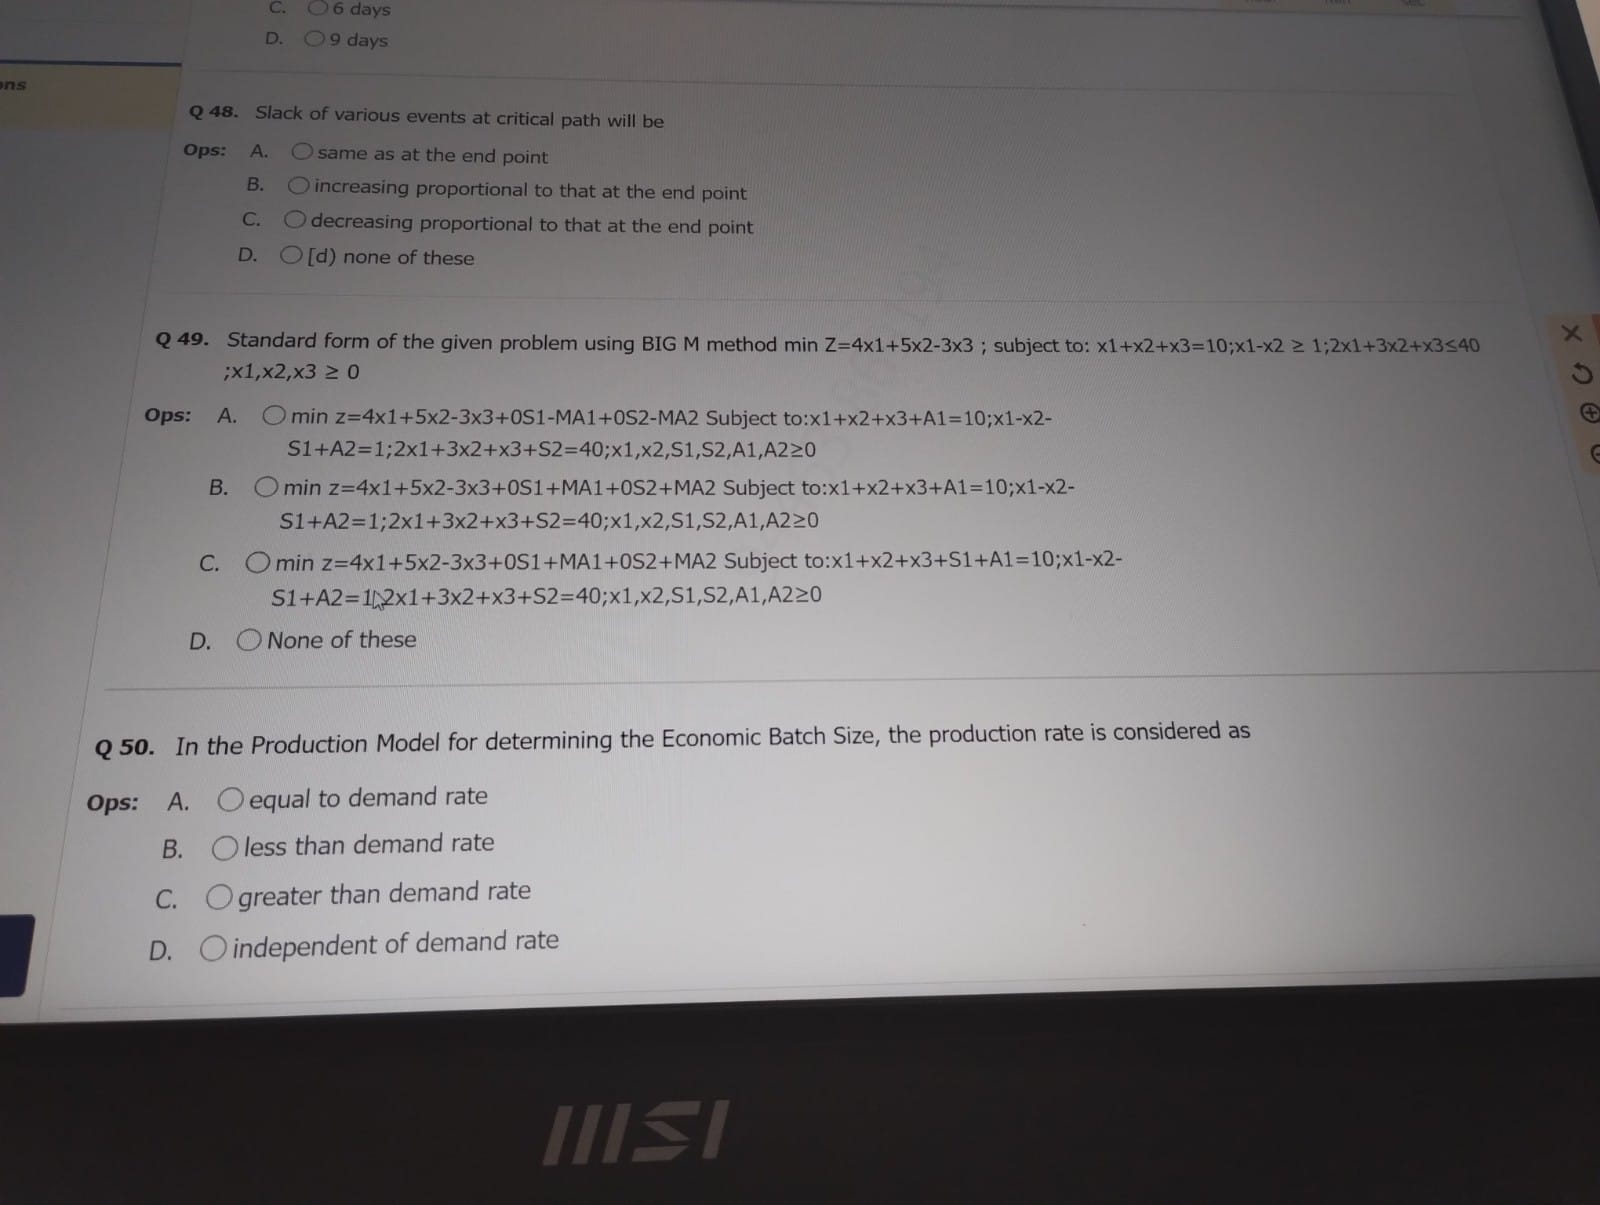 C. 6 days
D. 9 days
ons
Q 48. Slack of various events at critical path will be
Ops: A. same as at the end point
B. increasing proportional to that at the end point
C. decreasing proportional to that at the end point
D. [d) none of these
Q 49. Standard form of the given problem using BIG M method min Z=4x1+5x2-3x3 ; subject to: x1+x2+x3=10;x1-x2 ≥ 1;2x1+3x2+x3≤40
;x1,x2,x3 ≥ 0
Ops: A. min z=4x1+5x2-3x3+0S1-MA1+0S2-MA2 Subject to:x1+x2+x3+A1=10;x1-x2-
S1+A2=1;2x1+3x2+x3+S2=40;x1,x2,S1,S2,A1,A2≥0
B. min z=4x1+5x2-3x3+0S1+MA1+0S2+MA2 Subject to:x1+x2+x3+A1=10;x1-x2-
S1+A2=1;2x1+3x2+x3+S2=40;x1,x2,S1,S2,A1,A2≥0
C. min z=4x1+5x2-3x3+0S1+MA1+0S2+MA2 Subject to:x1+x2+x3+S1+A1=10;x1-x2-
S1+A2=1;2x1+3x2+x3+S2=40;x1,x2,S1,S2,A1,A2≥0
D. None of these
Q 50. In the Production Model for determining the Economic Batch Size, the production rate is considered as
Ops: A. equal to demand rate
B. less than demand rate
C. greater than demand rate
D. independent of demand rate
msi